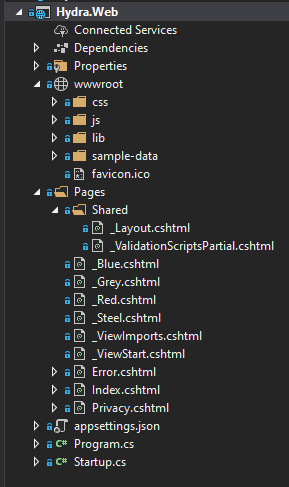 Hydra.Web
Connected Services
Dependencies
Properties
wwwroot
css
js
lib
sample-data
favicon.ico
Pages
Shared
_Layout.cshtml
_ValidationScriptsPartial.cshtml
_Blue.cshtml
_Grey.cshtml
_Red.cshtml
_Steel.cshtml
_ViewImports.cshtml
_ViewStart.cshtml
Error.cshtml
Index.cshtml
Privacy.cshtml
appsettings.json
C# Program.cs
C# Startup.cs